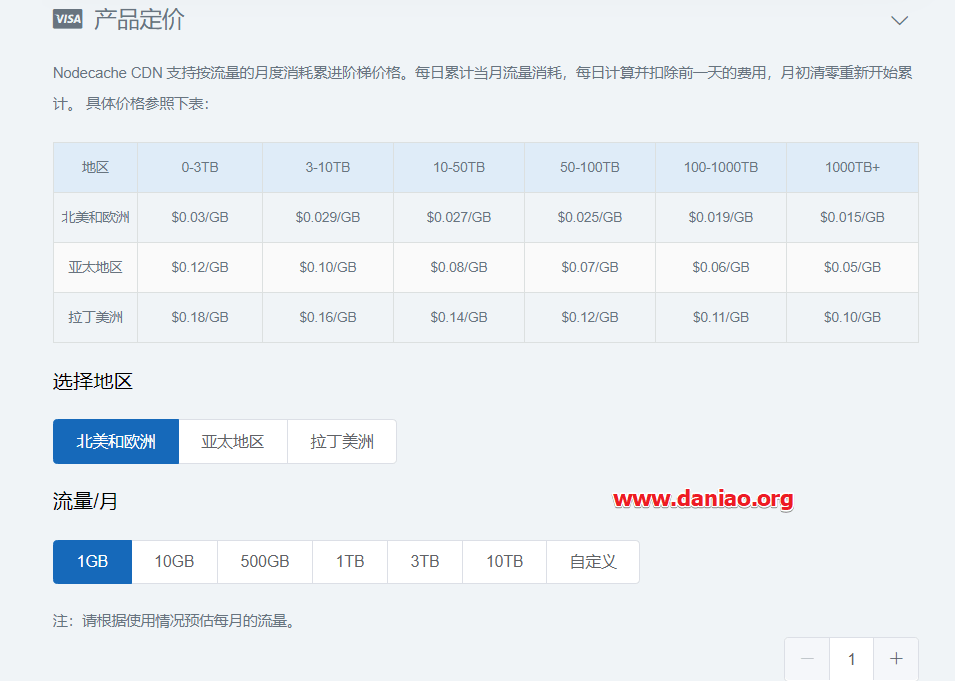 VISA 产品定价
Nodecache CDN 支持按流量的月度消耗累进阶梯价格。每日累计当月流量消耗，每日计算并扣除前一天的费用，月初清零重新开始累
计。 具体价格参照下表：
地区 0-3TB 3-10TB 10-50TB 50-100TB 100-1000TB 1000TB+
北美和欧洲 $0.03/GB $0.029/GB $0.027/GB $0.025/GB $0.019/GB $0.015/GB
亚太地区 $0.12/GB $0.10/GB $0.08/GB $0.07/GB $0.06/GB $0.05/GB
拉丁美洲 $0.18/GB $0.16/GB $0.14/GB $0.12/GB $0.11/GB $0.10/GB
选择地区
北美和欧洲 亚太地区 拉丁美洲
流量/月
www.daniao.org
1GB 10GB 500GB 1TB 3TB 10TB 自定义
注：请根据使用情况预估每月的流量。
— 1 +